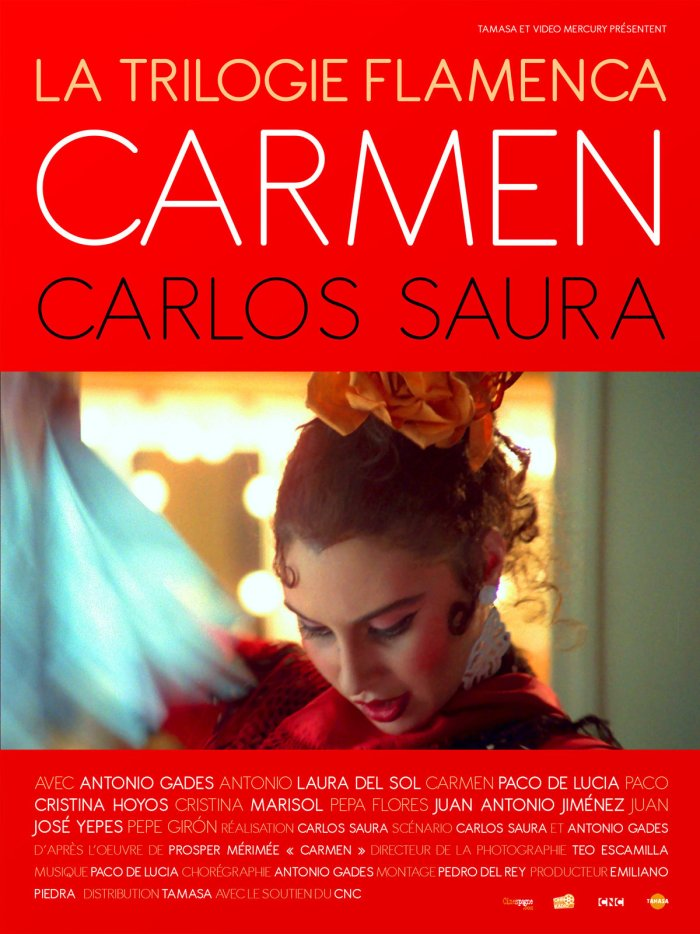 TAMASA ET VIDEO MERCURY PRÉSENTENT
LA TRILOGIE FLAMENCA
CARMEN
CARLOS SAURA
AVEC ANTONIO GADES ANTONIO LAURA DEL SOL CARMEN PACO DE LUCIA PACO
CRISTINA HOYOS CRISTINA MARISOL PEPA FLORES JUAN ANTONIO JIMÉNEZ JUAN
JOSÉ YEPES PEPE GIRÓN RÉALISATION CARLOS SAURA SCÉNARIO CARLOS SAURA ET ANTONIO GADES
D'APRÈS L'OEUVRE DE PROSPER MÉRIMÉE « CARMEN » DIRECTEUR DE LA PHOTOGRAPHIE TEO ESCAMILLA
MUSIQUE PACO DE LUCIA CHORÉGRAPHIE ANTONIO GADES MONTAGE PEDRO DEL REY PRODUCTEUR EMILIANO
PIEDRA DISTRIBUTION TAMASA AVEC LE SOUTIEN DU CNC
CNC
TAMASA